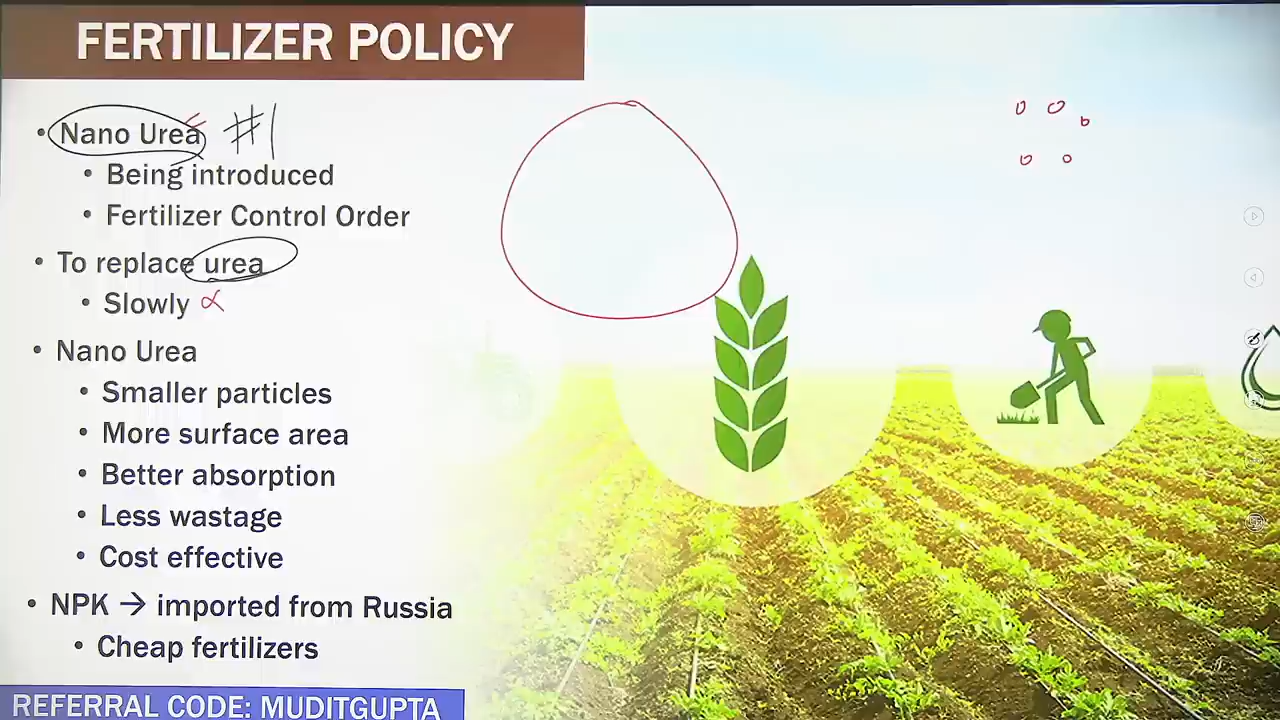 FERTILIZER POLICY
• Nano Urea #1
• Being introduced
• Fertilizer Control Order
• To replace urea
• Slowly
• Nano Urea
• Smaller particles
• More surface area
• Better absorption
• Less wastage
• Cost effective
• NPK → imported from Russia
• Cheap fertilizers
REFERRAL CODE: MUDITGUPTA